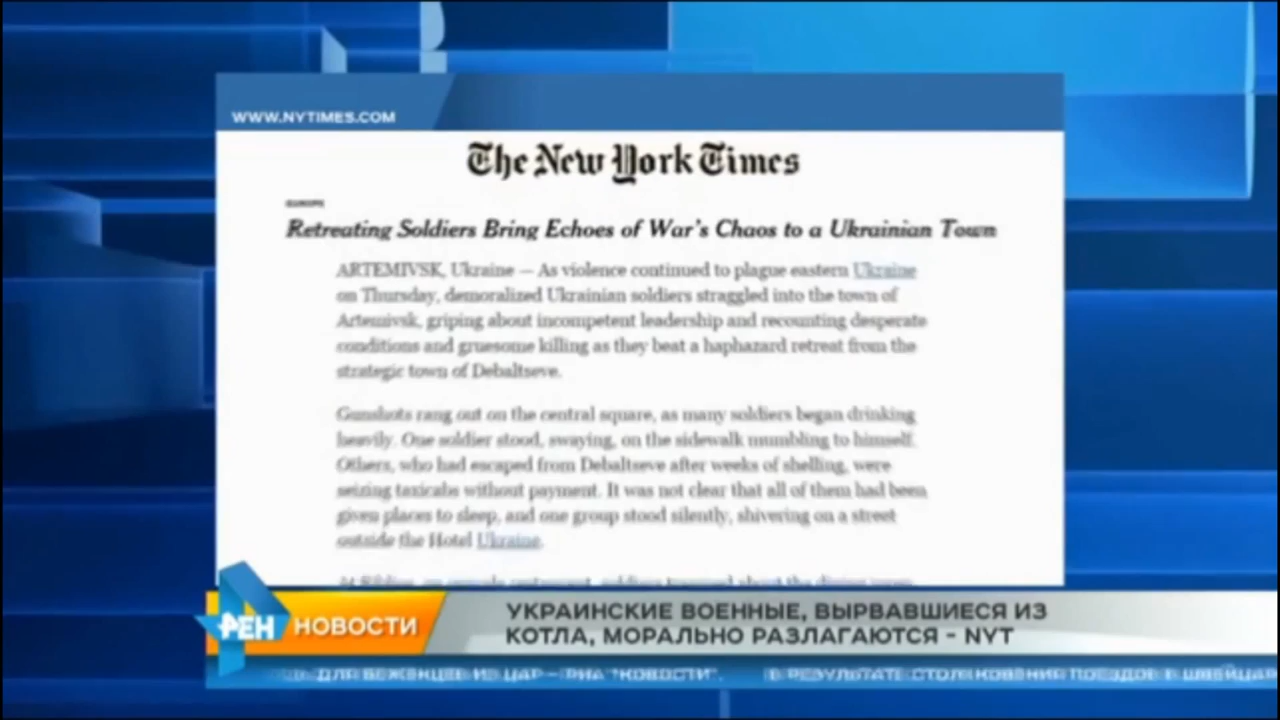 WWW.NYTIMES.COM
The New York Times
EUROPE
Retreating Soldiers Bring Echoes of War's Chaos to a Ukrainian Town
ARTEMIVSK, Ukraine — As violence continued to plague eastern Ukraine
on Thursday, demoralized Ukrainian soldiers straggled into the town of
Artemivsk, griping about incompetent leadership and recounting desperate
conditions and gruesome killing as they beat a haphazard retreat from the
strategic town of Debaltseve.
Gunshots rang out on the central square, as many soldiers began drinking
heavily. One soldier stood, swaying, on the sidewalk mumbling to himself.
Others, who had escaped from Debaltseve after weeks of shelling, were
seizing taxicabs without payment. It was not clear that all of them had been
given places to sleep, and one group stood silently, shivering on a street
outside the Hotel Ukraine.
soldiers about the dining room,
РЕН НОВОСТИ
УКРАИНСКИЕ ВОЕННЫЕ, ВЫРВАВШИЕСЯ ИЗ
КОТЛА, МОРАЛЬНО РАЗЛАГАЮТСЯ - NYT
ДЛЯ БЕЖЕНЦЕВ ИЗ ЦАР – РИА "НОВОСТИ". В РЕЗУЛЬТАТЕ СТОЛКНОВЕНИЯ ПОЕЗДОВ В ШВЕЙЦАР